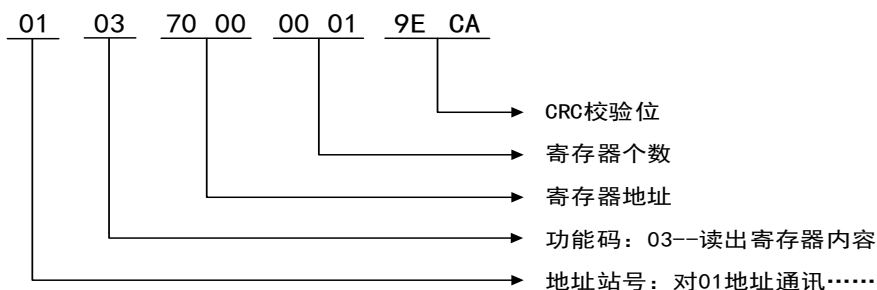 01 03 70 00 00 01 9E CA
CRC校验位
寄存器个数
寄存器地址
功能码：03--读出寄存器内容
地址站号：对01地址通讯……